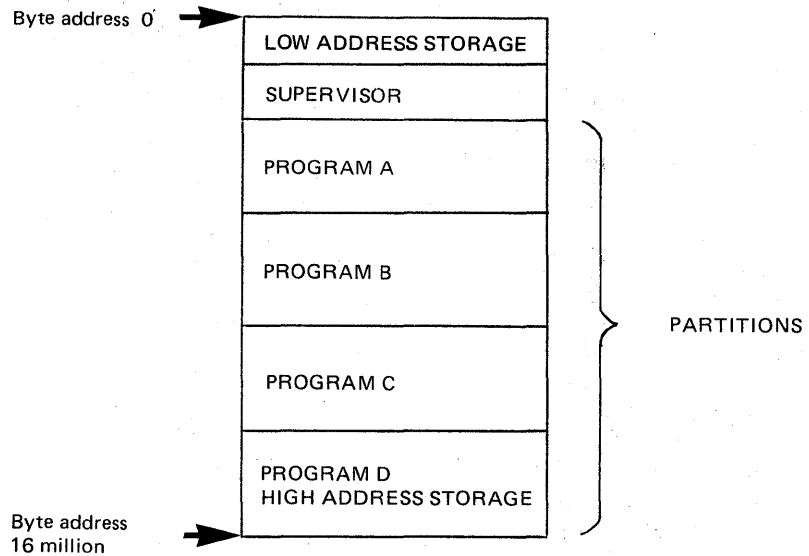 Byte address 0
LOW ADDRESS STORAGE
SUPERVISOR
PROGRAM A
PROGRAM B
PROGRAM C
PARTITIONS
PROGRAM D
HIGH ADDRESS STORAGE
Byte address
16 million